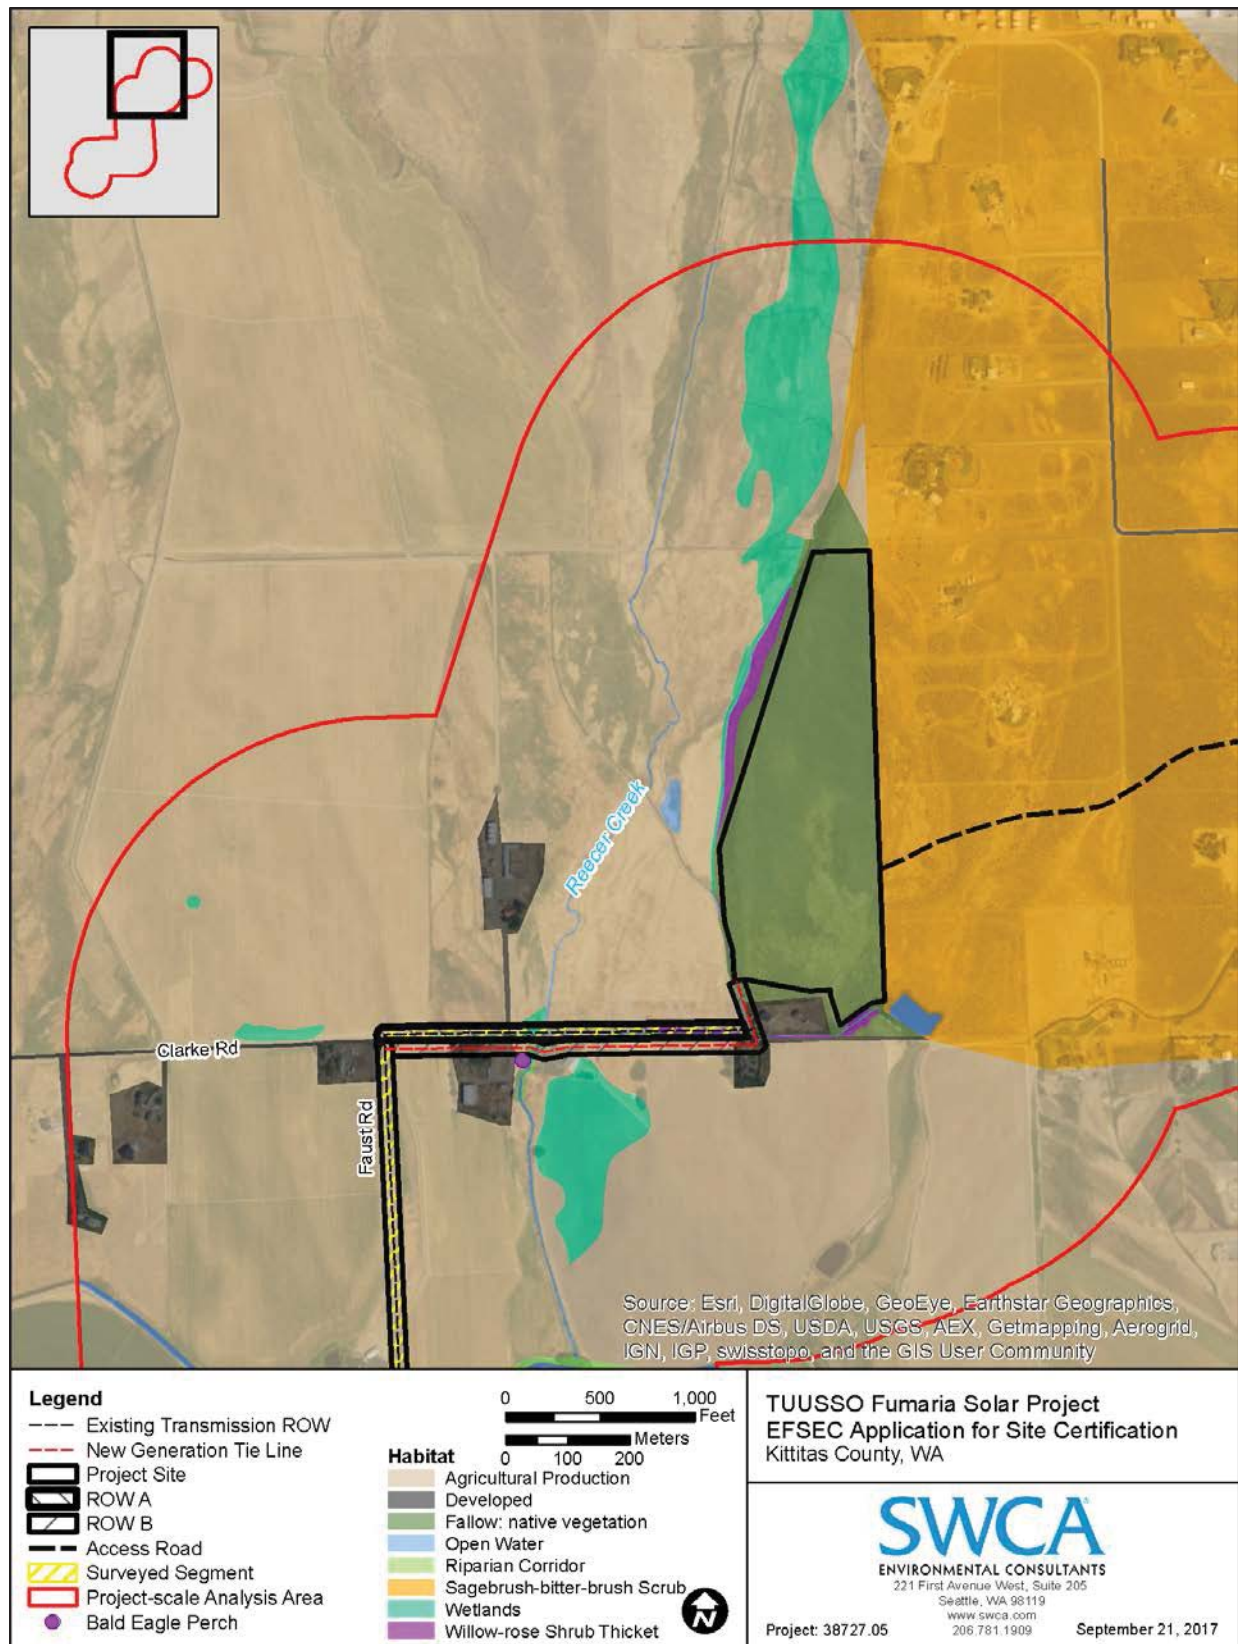 Reecer Creek
Clarke Rd
Faust Rd
Source: Esri, DigitalGlobe, GeoEye, Earthstar Geographics,
CNES/Airbus DS, USDA, USGS, AEX, Getmapping, Aerogrid,
IGN, IGP, swisstopo, and the GIS User Community
Legend
Existing Transmission ROW
New Generation Tie Line
Project Site
ROW A
ROW B
Access Road
Surveyed Segment
Project-scale Analysis Area
Bald Eagle Perch
0 500 1,000
Feet
Meters
0 100 200
Habitat
Agricultural Production
Developed
Fallow: native vegetation
Open Water
Riparian Corridor
Sagebrush-bitter-brush Scrub
Wetlands
Willow-rose Shrub Thicket
N
TUUSSO Fumaria Solar Project
EFSEC Application for Site Certification
Kittitas County, WA
SWCA
ENVIRONMENTAL CONSULTANTS
221 First Avenue West, Suite 205
Seattle, WA 98119
www.swca.com
206.781.1909
Project: 38727.05
September 21, 2017